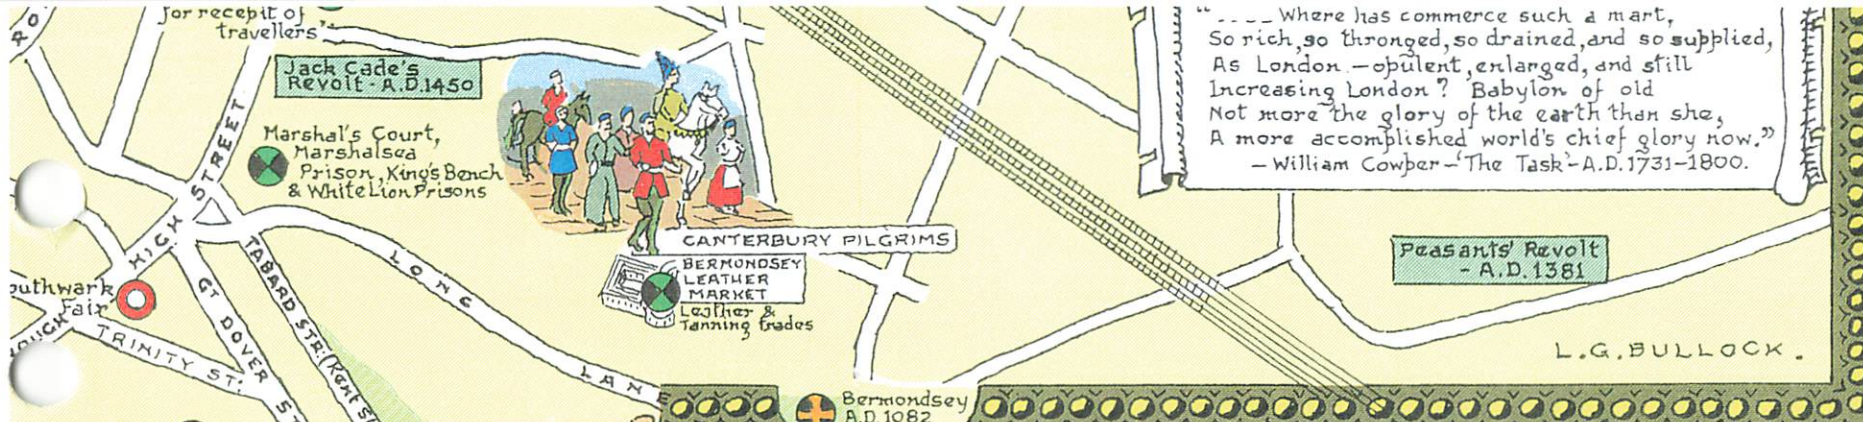 for receipt of
travellers"
Jack Cade's
Revolt - A.D.1450
Marshal's Court,
Marshalsea
Prison, King's Bench
& White Lion Prisons
HIGH STREET
Southwark
Fair
TRINITY ST.
GT DOVER ST
TABARD STR. (Kent S
LONG LANE
CANTERBURY PILGRIMS
BERMONDSEY
LEATHER
MARKET
Leather &
Tanning trades
Bermondsey
A.D. 1082
Where has commerce such a mart,
So rich, so thronged, so drained, and so supplied,
As London – opulent, enlarged, and still
Increasing London? Babylon of old
Not more the glory of the earth than she,
A more accomplished world's chief glory now."
– William Cowper – 'The Task' – A.D. 1731–1800.
Peasants' Revolt
- A.D. 1381
L.G. BULLOCK.